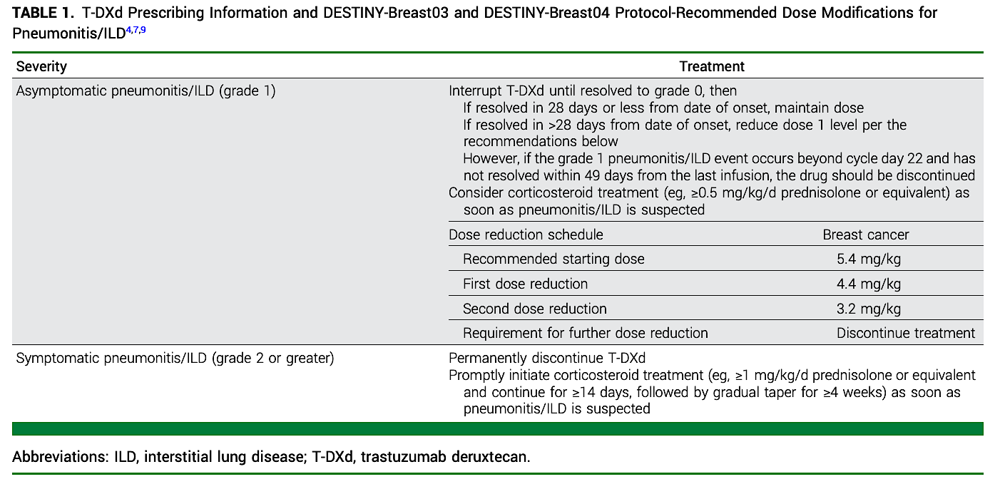 TABLE 1. T-DXd Prescribing Information and DESTINY-Breast03 and DESTINY-Breast04 Protocol-Recommended Dose Modifications for
Pneumonitis/ILD4,7,9
Severity Treatment
Asymptomatic pneumonitis/ILD (grade 1) Interrupt T-DXd until resolved to grade 0, then
If resolved in 28 days or less from date of onset, maintain dose
If resolved in >28 days from date of onset, reduce dose 1 level per the
recommendations below
However, if the grade 1 pneumonitis/ILD event occurs beyond cycle day 22 and has
not resolved within 49 days from the last infusion, the drug should be discontinued
Consider corticosteroid treatment (eg, ≥0.5 mg/kg/d prednisolone or equivalent) as
soon as pneumonitis/ILD is suspected
Dose reduction schedule Breast cancer
Recommended starting dose 5.4 mg/kg
First dose reduction 4.4 mg/kg
Second dose reduction 3.2 mg/kg
Requirement for further dose reduction Discontinue treatment
Symptomatic pneumonitis/ILD (grade 2 or greater) Permanently discontinue T-DXd
Promptly initiate corticosteroid treatment (eg, ≥1 mg/kg/d prednisolone or equivalent
and continue for ≥14 days, followed by gradual taper for ≥4 weeks) as soon as
pneumonitis/ILD is suspected
Abbreviations: ILD, interstitial lung disease; T-DXd, trastuzumab deruxtecan.